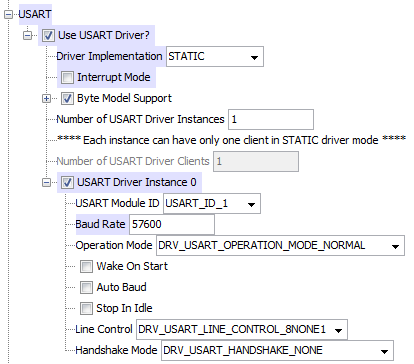 USART
Use USART Driver?
Driver Implementation STATIC
Interrupt Mode
Byte Model Support
Number of USART Driver Instances 1
**** Each instance can have only one client in STATIC driver mode ****
Number of USART Driver Clients 1
USART Driver Instance 0
USART Module ID USART_ID_1
Baud Rate 57600
Operation Mode DRV_USART_OPERATION_MODE_NORMAL
Wake On Start
Auto Baud
Stop In Idle
Line Control DRV_USART_LINE_CONTROL_8NONE1
Handshake Mode DRV_USART_HANDSHAKE_NONE